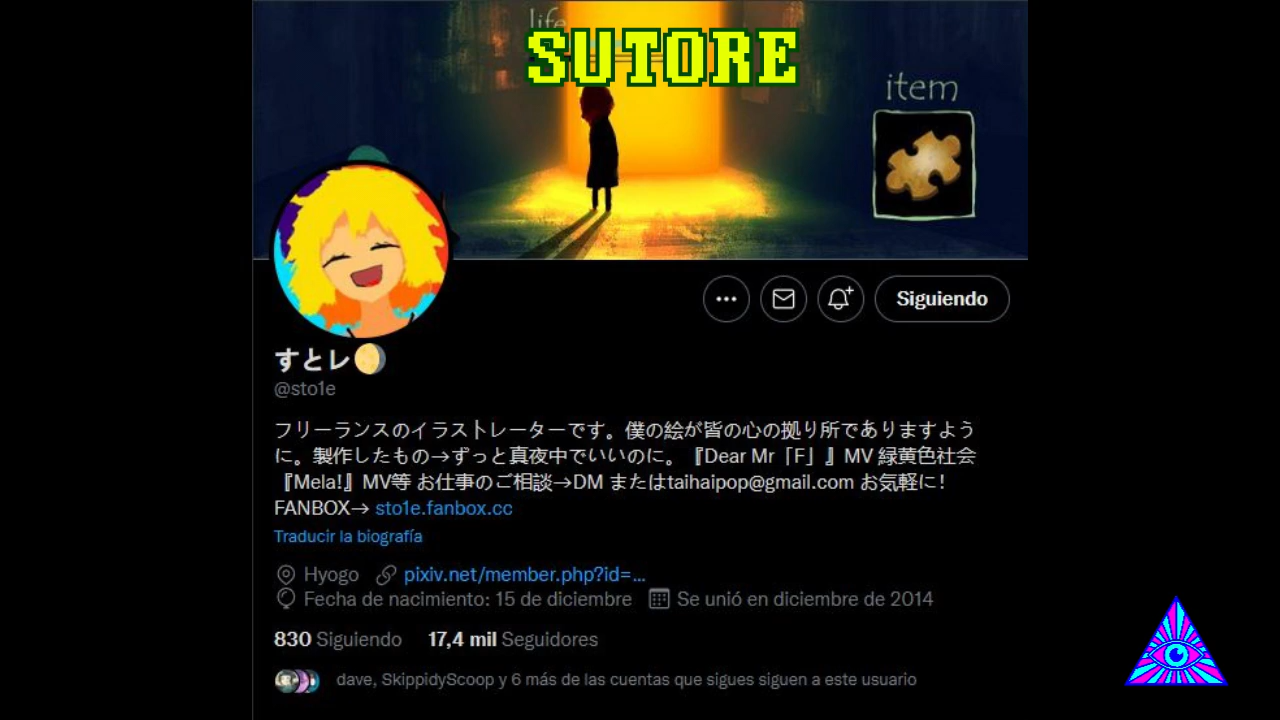 life
SUTORE
item
Siguiendo
すとレ
@sto1e
フリーランスのイラストレーターです。僕の絵が皆の心の拠り所でありますよう
に。製作したもの→ずっと真夜中でいいのに。『Dear Mr「F」』MV 緑黄色社会
『Mela!』MV等 お仕事のご相談→DM またはtaihaipop@gmail.com お気軽に！
FANBOX→ sto1e.fanbox.cc
Traducir la biografía
Hyogo pixiv.net/member.php?id=...
Fecha de nacimiento: 15 de diciembre Se unió en diciembre de 2014
830 Siguiendo 17,4 mil Seguidores
dave, SkippidyScoop y 6 más de las cuentas que sigues siguen a este usuario